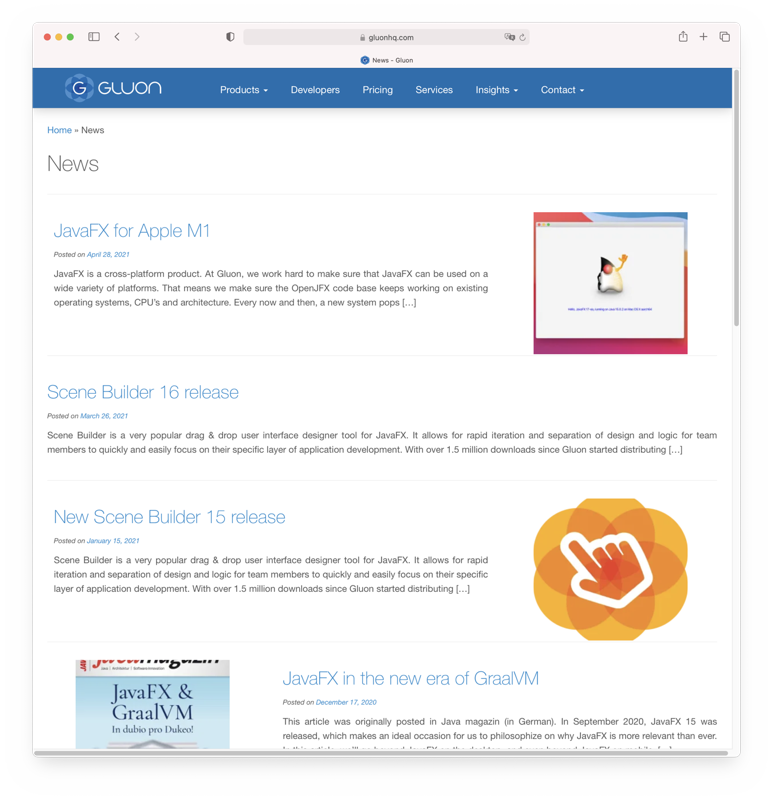 gluonhq.com
News - Gluon
GLUON
Products
Developers
Pricing
Services
Insights
Contact
Home » News
News
JavaFX for Apple M1
Posted on April 28, 2021
JavaFX is a cross-platform product. At Gluon, we work hard to make sure that JavaFX can be used on a
wide variety of platforms. That means we make sure the OpenJFX code base keeps working on existing
operating systems, CPU's and architecture. Every now and then, a new system pops […]
Scene Builder 16 release
Posted on March 26, 2021
Scene Builder is a very popular drag & drop user interface designer tool for JavaFX. It allows for rapid iteration and separation of design and logic for team
members to quickly and easily focus on their specific layer of application development. With over 1.5 million downloads since Gluon started distributing […]
New Scene Builder 15 release
Posted on January 15, 2021
Scene Builder is a very popular drag & drop user interface designer tool for JavaFX. It allows for rapid
iteration and separation of design and logic for team members to quickly and easily focus on their specific
layer of application development. With over 1.5 million downloads since Gluon started distributing […]
javamagazin
JavaFX &
GraalVM
In dubio pro Dukeo!
JavaFX in the new era of GraalVM
Posted on December 17, 2020
This article was originally posted in Java magazin (in German). In September 2020, JavaFX 15 was
released, which makes an ideal occasion for us to philosophize on why JavaFX is more relevant than ever.